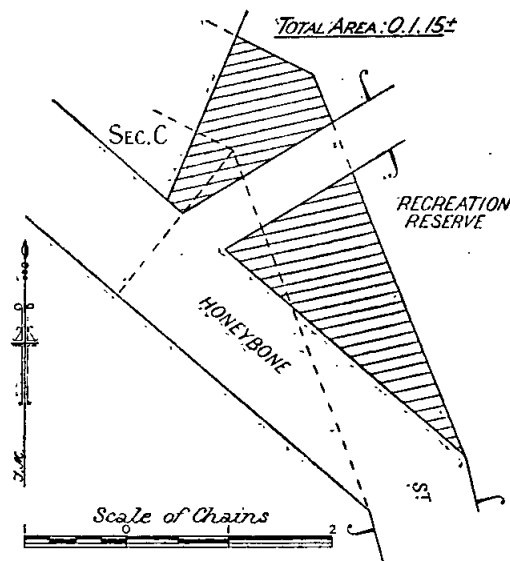 TOTAL AREA: 0.1.15±
SEC. C
RECREATION
RESERVE
HONEYBONE
ST.
Scale of Chains
1 0 1 2